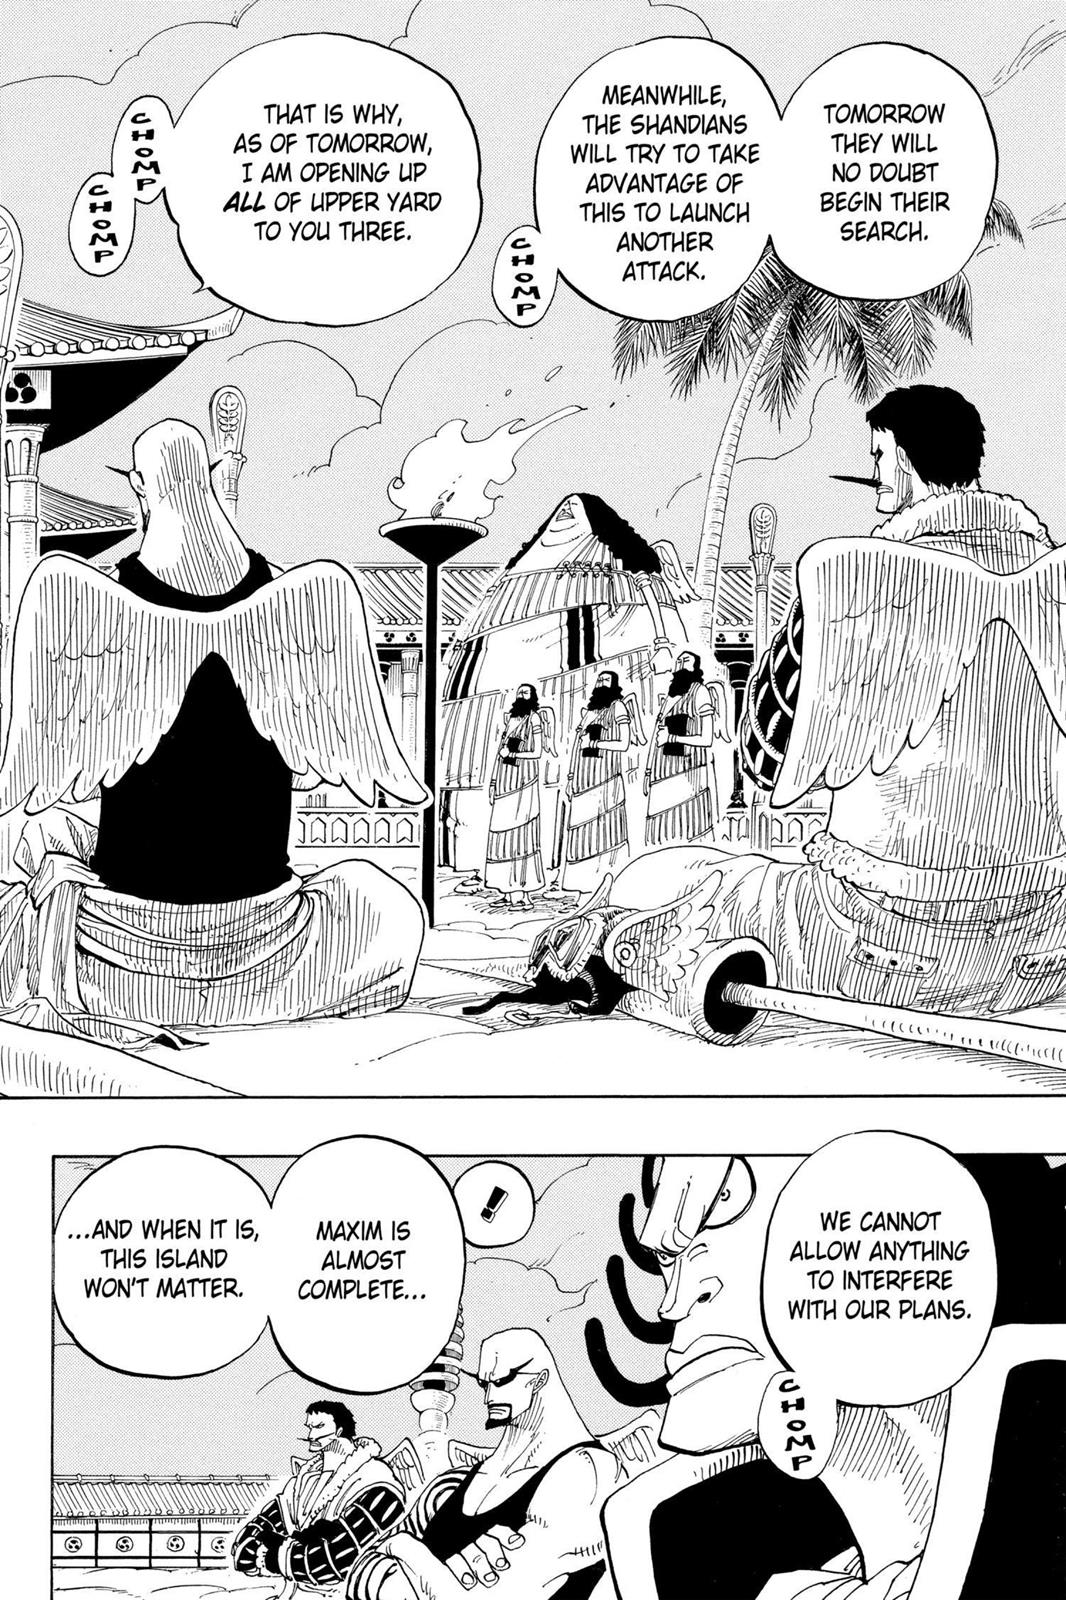 TOMORROW
THEY WILL
NO DOUBT
BEGIN THEIR
SEARCH.
MEANWHILE,
THE SHANDIANS
WILL TRY TO TAKE
ADVANTAGE OF
THIS TO LAUNCH
ANOTHER
ATTACK.
CHOMP
THAT IS WHY,
AS OF TOMORROW,
I AM OPENING UP
ALL OF UPPER YARD
TO YOU THREE.
CHOMP
CHOMP
WE CANNOT
ALLOW ANYTHING
TO INTERFERE
WITH OUR PLANS.
CHOMP
!
MAXIM IS
ALMOST
COMPLETE...
...AND WHEN IT IS,
THIS ISLAND
WON'T MATTER.